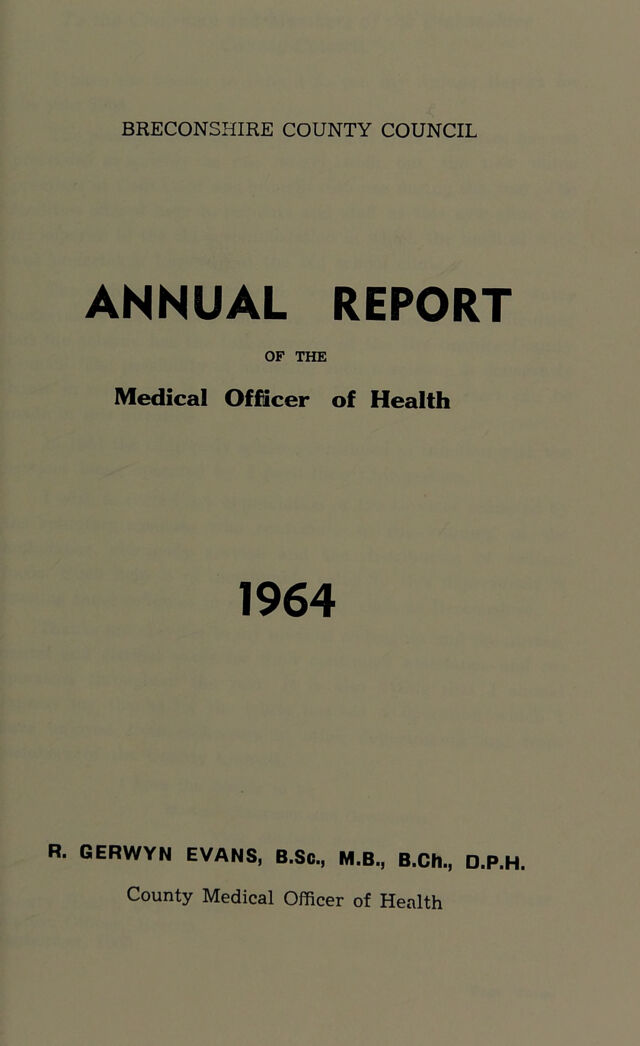 BRECONSHIRE COUNTY COUNCIL
ANNUAL REPORT
OF THE
Medical Officer of Health
1964
R. GERWYN EVANS, B.Sc., M.B., B.Ch., D.P.H.
County Medical Officer of Health